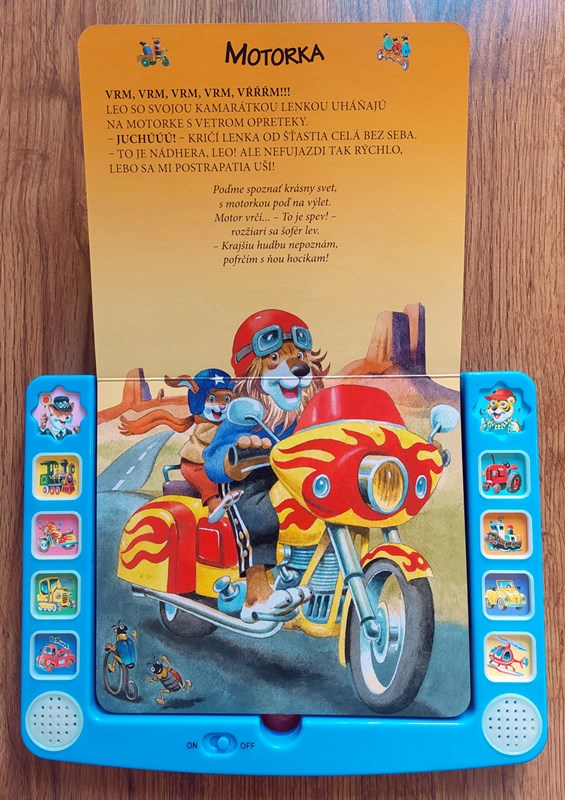 MOTORKA
VRM, VRM, VRM, VRM, VŔŔŔM!!!
LEO SO SVOJOU KAMARÁTKOU LENKOU UHÁŇAJÚ
NA MOTORKE S VETROM OPRETEKY.
– JUCHÚÚÚ! – KRIČÍ LENKA OD ŠŤASTIA CELÁ BEZ SEBA.
– TO JE NÁDHERA, LEO! ALE NEFUJAZDI TAK RÝCHLO,
LEBO SA MI POSTRAPATIA UŠI!
Poďme spoznať krásny svet,
s motorkou poď na výlet.
Motor vrčí... – To je spev! –
rozžiari sa šofér lev.
– Krajšiu hudbu nepoznám,
pofrčím s ňou hocikam!
ON OFF